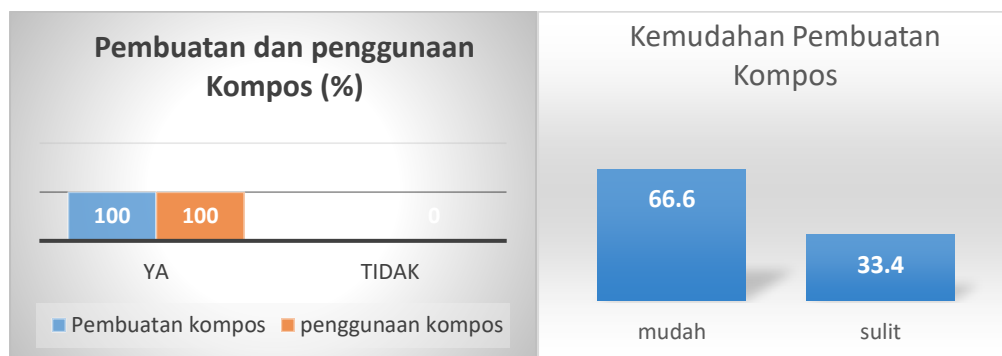 Pembuatan dan penggunaan
Kompos (%)
100
100
0
YA
TIDAK
Pembuatan kompos
penggunaan kompos
Kemudahan Pembuatan
Kompos
66.6
33.4
mudah
sulit